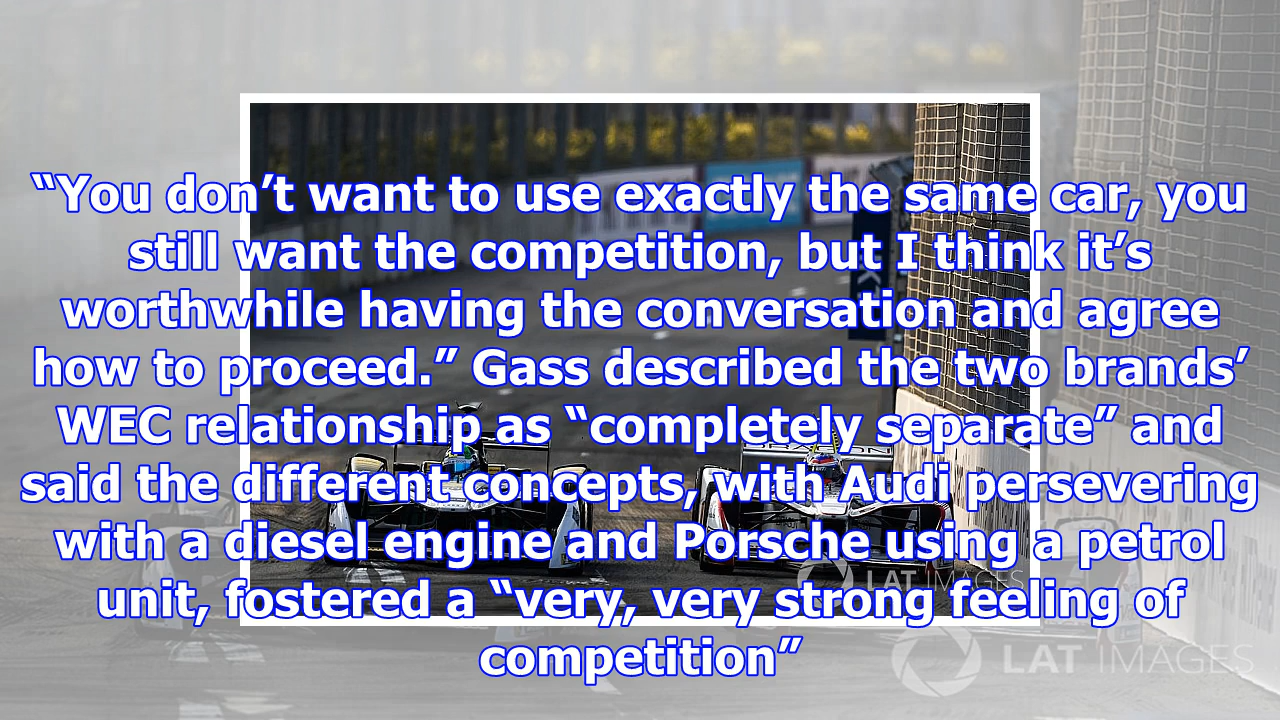 “You don’t want to use exactly the same car, you
still want the competition, but I think it’s
worthwhile having the conversation and agree
how to proceed.” Gass described the two brands’
WEC relationship as “completely separate” and
said the different concepts, with Audi persevering
with a diesel engine and Porsche using a petrol
unit, fostered a “very, very strong feeling of
competition”
LAT IMAGES
LAT IMAGES